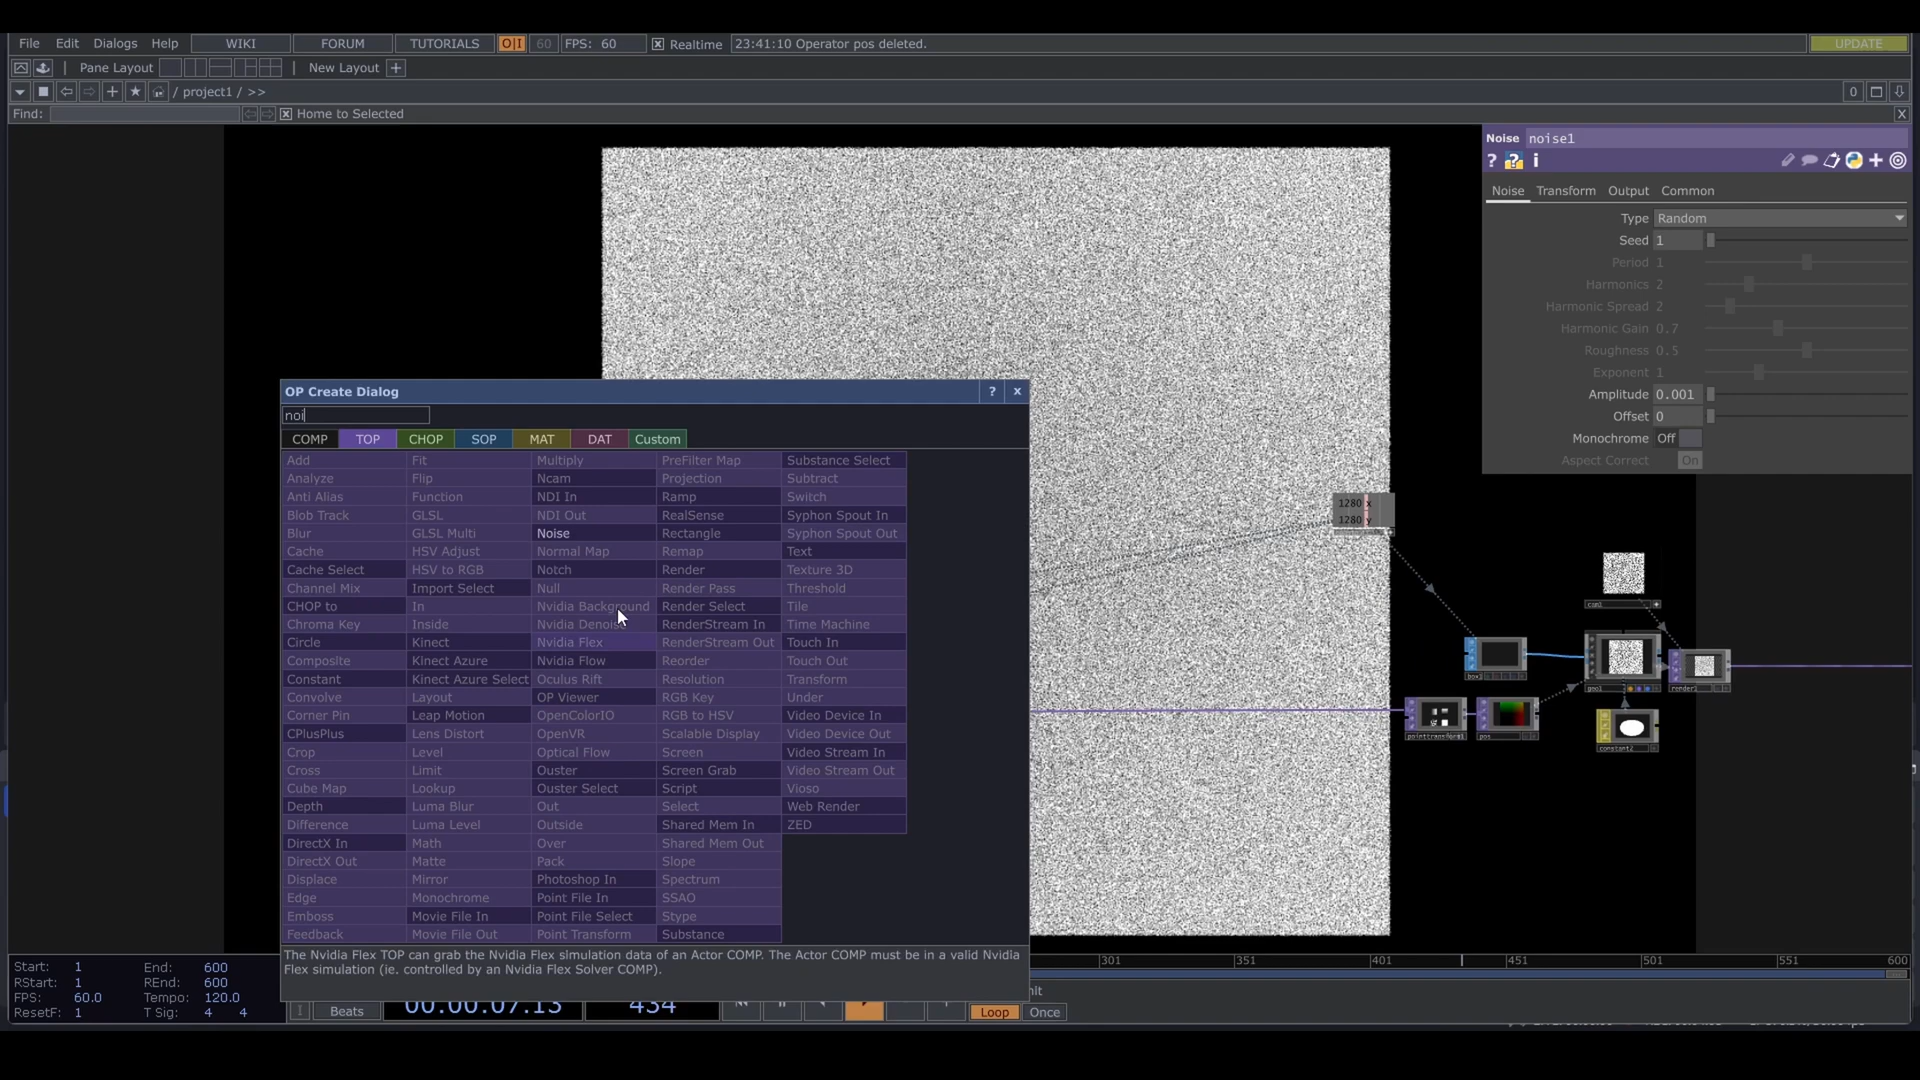 File Edit Dialogs Help WIKI FORUM TUTORIALS O|I 60 FPS: 60 Realtime 23:41:10 Operator pos deleted. UPDATE
Pane Layout New Layout
/ project1 / >> 0
Find: Home to Selected X
Noise noise1
Noise Transform Output Common
Type Random
Seed 1
Period 1
Harmonics 2
Harmonic Spread 2
Harmonic Gain 0.7
Roughness 0.5
Exponent 1
Amplitude 0.001
Offset 0
Monochrome Off
Aspect Correct On
OP Create Dialog ? x
noi
COMP TOP CHOP SOP MAT DAT Custom
Add Fit Multiply PreFilter Map Substance Select
Analyze Flip Ncam Projection Subtract
Anti Alias Function NDI In Ramp Switch
Blob Track GLSL NDI Out RealSense Syphon Spout In
Blur GLSL Multi Noise Rectangle Syphon Spout Out
Cache HSV Adjust Normal Map Remap Text
Cache Select HSV to RGB Notch Render Texture 3D
Channel Mix Import Select Null Render Pass Threshold
CHOP to In Nvidia Background Render Select Tile
Chroma Key Inside Nvidia Denoise RenderStream In Time Machine
Circle Kinect Nvidia Flex RenderStream Out Touch In
Composite Kinect Azure Nvidia Flow Reorder Touch Out
Constant Kinect Azure Select Oculus Rift Resolution Transform
Convolve Layout OP Viewer RGB Key Under
Corner Pin Leap Motion OpenColorIO RGB to HSV Video Device In
CPlusPlus Lens Distort OpenVR Scalable Display Video Device Out
Crop Level Optical Flow Screen Video Stream In
Cross Limit Ouster Screen Grab Video Stream Out
Cube Map Lookup Ouster Select Script Vioso
Depth Luma Blur Out Select Web Render
Difference Luma Level Outside Shared Mem In ZED
DirectX In Math Over Shared Mem Out
DirectX Out Matte Pack Slope
Displace Mirror Photoshop In Spectrum
Edge Monochrome Point File In SSAO
Emboss Movie File In Point File Select Stype
Feedback Movie File Out Point Transform Substance
The Nvidia Flex TOP can grab the Nvidia Flex simulation data of an Actor COMP. The Actor COMP must be in a valid Nvidia
Flex simulation (ie. controlled by an Nvidia Flex Solver COMP).
1280 x
1280 y
cam1
box1
geo1
render1
pointtransform1
pos
constant2
301 351 401 451 501 551 600
Start: 1 End: 600
RStart: 1 REnd: 600
FPS: 60.0 Tempo: 120.0
ResetF: 1 T Sig: 4 4
Beats 00:00:07.13 434 Loop Once